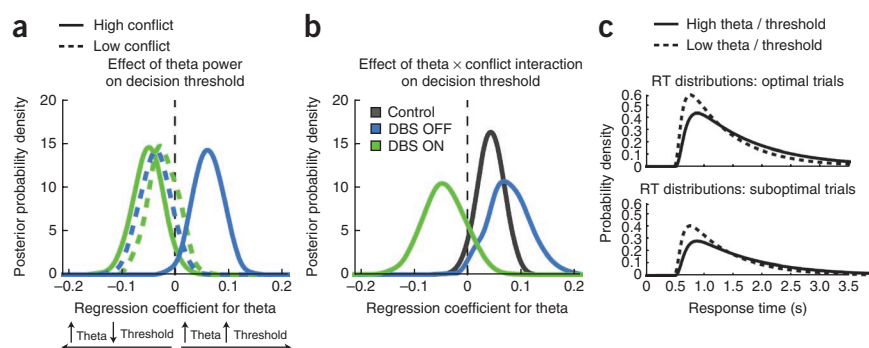 a
High conflict
Low conflict
Effect of theta power
on decision threshold
Posterior probability density
20
15
10
5
0
−0.2
−0.1
0
0.1
0.2
Regression coefficient for theta
Theta
Threshold
Theta
Threshold
b
Effect of theta × conflict interaction
on decision threshold
Control
DBS OFF
DBS ON
Posterior probability density
20
15
10
5
0
−0.2
−0.1
0
0.1
0.2
Regression coefficient for theta
c
High theta / threshold
Low theta / threshold
RT distributions: optimal trials
0.6
0.5
0.4
0.3
0.2
0.1
0
RT distributions: suboptimal trials
0.6
0.5
0.4
0.3
0.2
0.1
0
Probability density
0 0.5 1.0 1.5 2.0 2.5 3.0 3.5
Response time (s)